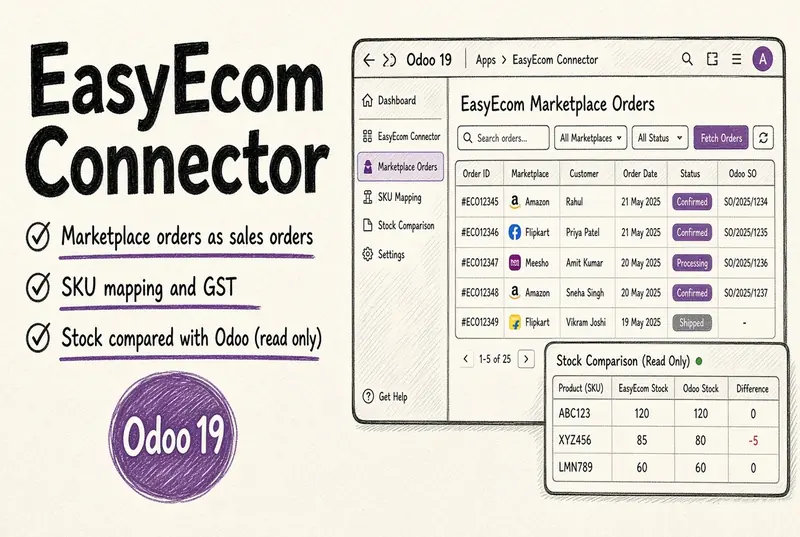 EasyEcom
Connector
Marketplace orders as sales orders
SKU mapping and GST
Stock compared with Odoo (read only)
Odoo 19
Odoo 19 Apps > EasyEcom Connector A
Dashboard
EasyEcom Connector
Marketplace Orders
SKU Mapping
Stock Comparison
Settings
Get Help
EasyEcom Marketplace Orders
Search orders... All Marketplaces All Status Fetch Orders
Order ID Marketplace Customer Order Date Status Odoo SO
#ECO12345 a Amazon Rahul 21 May 2025 Confirmed SO/2025/1234
#ECO12346 f Flipkart Priya Patel 21 May 2025 Confirmed SO/2025/1235
#ECO12347 Meesho Amit Kumar 20 May 2025 Processing SO/2025/1236
#ECO12348 a Amazon Sneha Singh 20 May 2025 Confirmed SO/2025/1237
#ECO12349 f Flipkart Vikram Joshi 19 May 2025 Shipped -
< 1-5 of 25 >
Stock Comparison (Read Only)
Product (SKU) EasyEcom Stock Odoo Stock Difference
ABC123 120 120 0
XYZ456 85 80 -5
LMN789 60 60 0